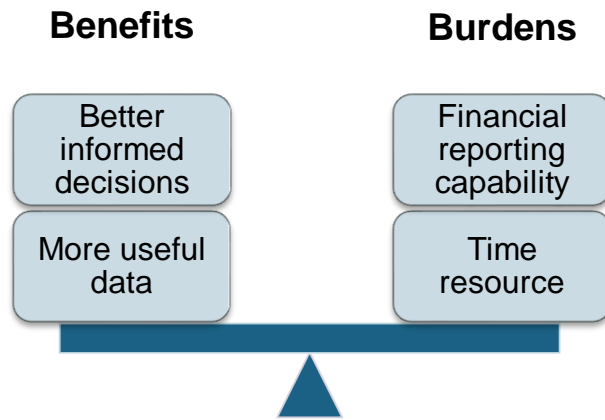 Benefits
Burdens
Better
informed
decisions
Financial
reporting
capability
More useful
data
Time
resource